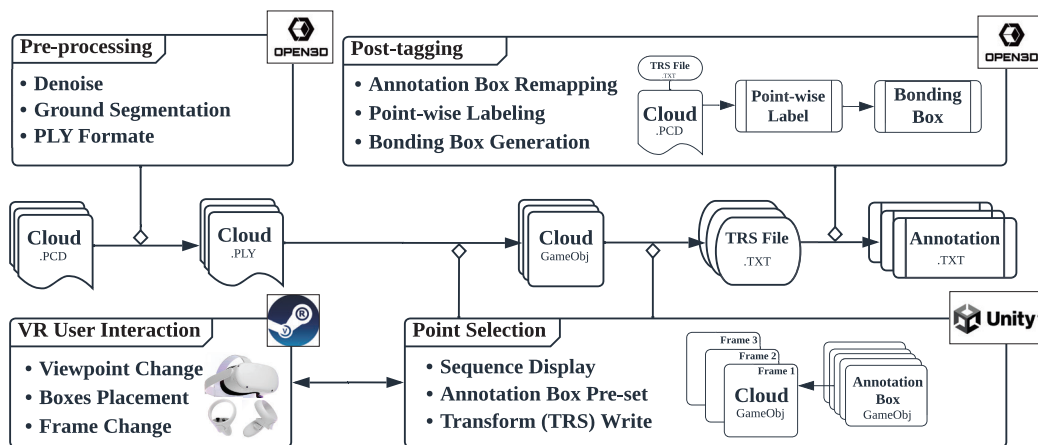 Pre-processing
OPEN3D
• Denoise
• Ground Segmentation
• PLY Formate
Post-tagging
OPEN3D
• Annotation Box Remapping
• Point-wise Labeling
• Bonding Box Generation
TRS File
.TXT
Cloud
.PCD
Point-wise
Label
Bonding
Box
Cloud
.PCD
Cloud
.PLY
Cloud
GameObj
TRS File
.TXT
Annotation
.TXT
VR User Interaction
• Viewpoint Change
• Boxes Placement
• Frame Change
R
V
Point Selection
Unity
• Sequence Display
• Annotation Box Pre-set
• Transform (TRS) Write
Frame 3
Frame 2
Frame 1
Cloud
GameObj
Annotation
Box
GameObj